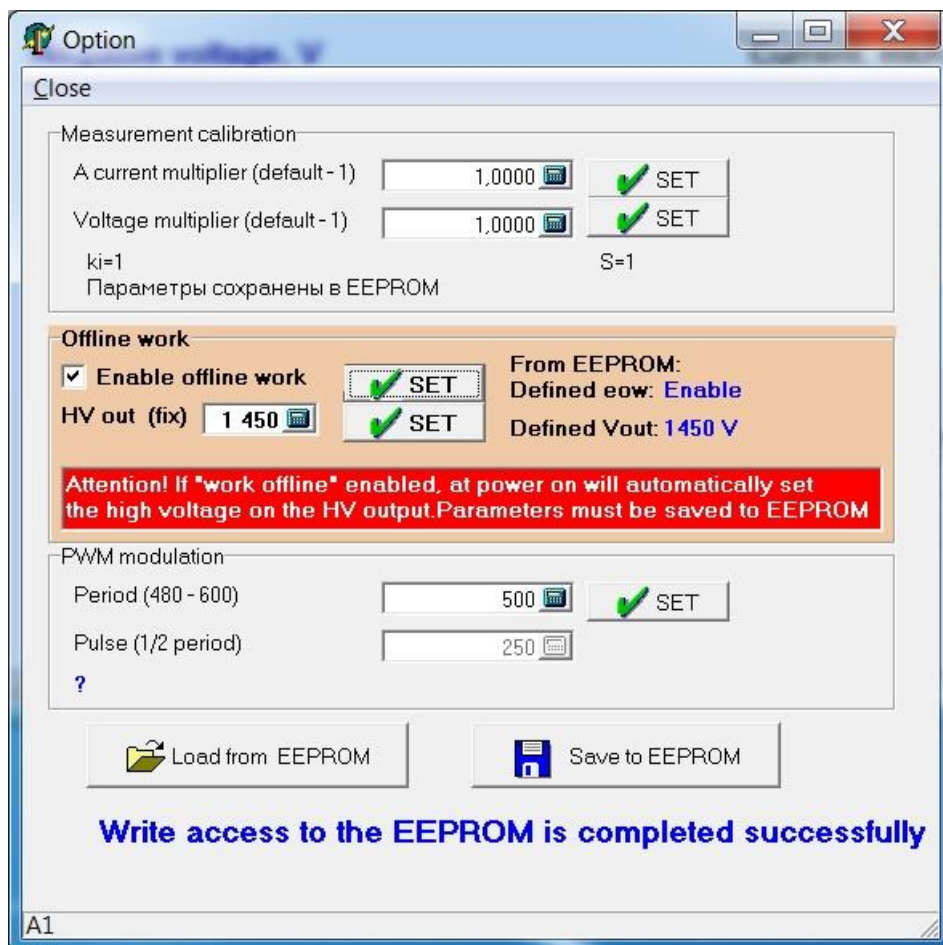 Option
Close
Measurement calibration
A current multiplier (default - 1) 1,0000 SET
Voltage multiplier (default - 1) 1,0000 SET
ki=1 S=1
Параметры сохранены в EEPROM
Offline work
Enable offline work SET
From EEPROM:
Defined eow: Enable
HV out (fix) 1 450 SET
Defined Vout: 1450 V
Attention! If "work offline" enabled, at power on will automatically set
the high voltage on the HV output.Parameters must be saved to EEPROM
PWM modulation
Period (480 - 600) 500 SET
Pulse (1/2 period) 250
?
Load from EEPROM Save to EEPROM
Write access to the EEPROM is completed successfully
A1